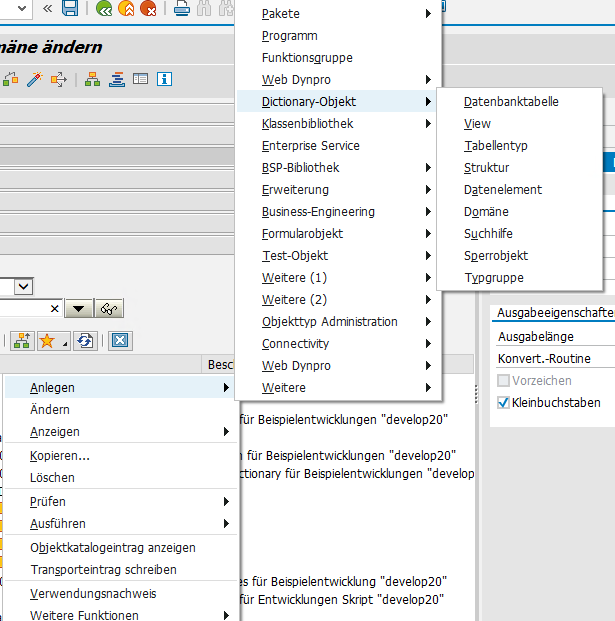 mäne ändern
Pakete
Programm
Funktionsgruppe
Web Dynpro
Dictionary-Objekt
Klassenbibliothek
Enterprise Service
BSP-Bibliothek
Erweiterung
Business-Engineering
Formularobjekt
Test-Objekt
Weitere (1)
Weitere (2)
Objekttyp Administration
Connectivity
Web Dynpro
Weitere
Datenbanktabelle
View
Tabellentyp
Struktur
Datenelement
Domäne
Suchhilfe
Sperrobjekt
Typgruppe
Ausgabeeigenschafte
Ausgabelänge
Konvert.-Routine
Vorzeichen
Kleinbuchstaben
Besc
Anlegen
Ändern
Anzeigen
Kopieren...
Löschen
Prüfen
Ausführen
Objektkatalogeintrag anzeigen
Transporteintrag schreiben
Verwendungsnachweis
Weitere Funktionen
für Beispielentwicklungen "develop20"
n für Beispielentwicklungen "develop20"
ctionary für Beispielentwicklungen "develop
es für Beispielentwicklung "develop20"
für Entwicklungen Skript "develop20"